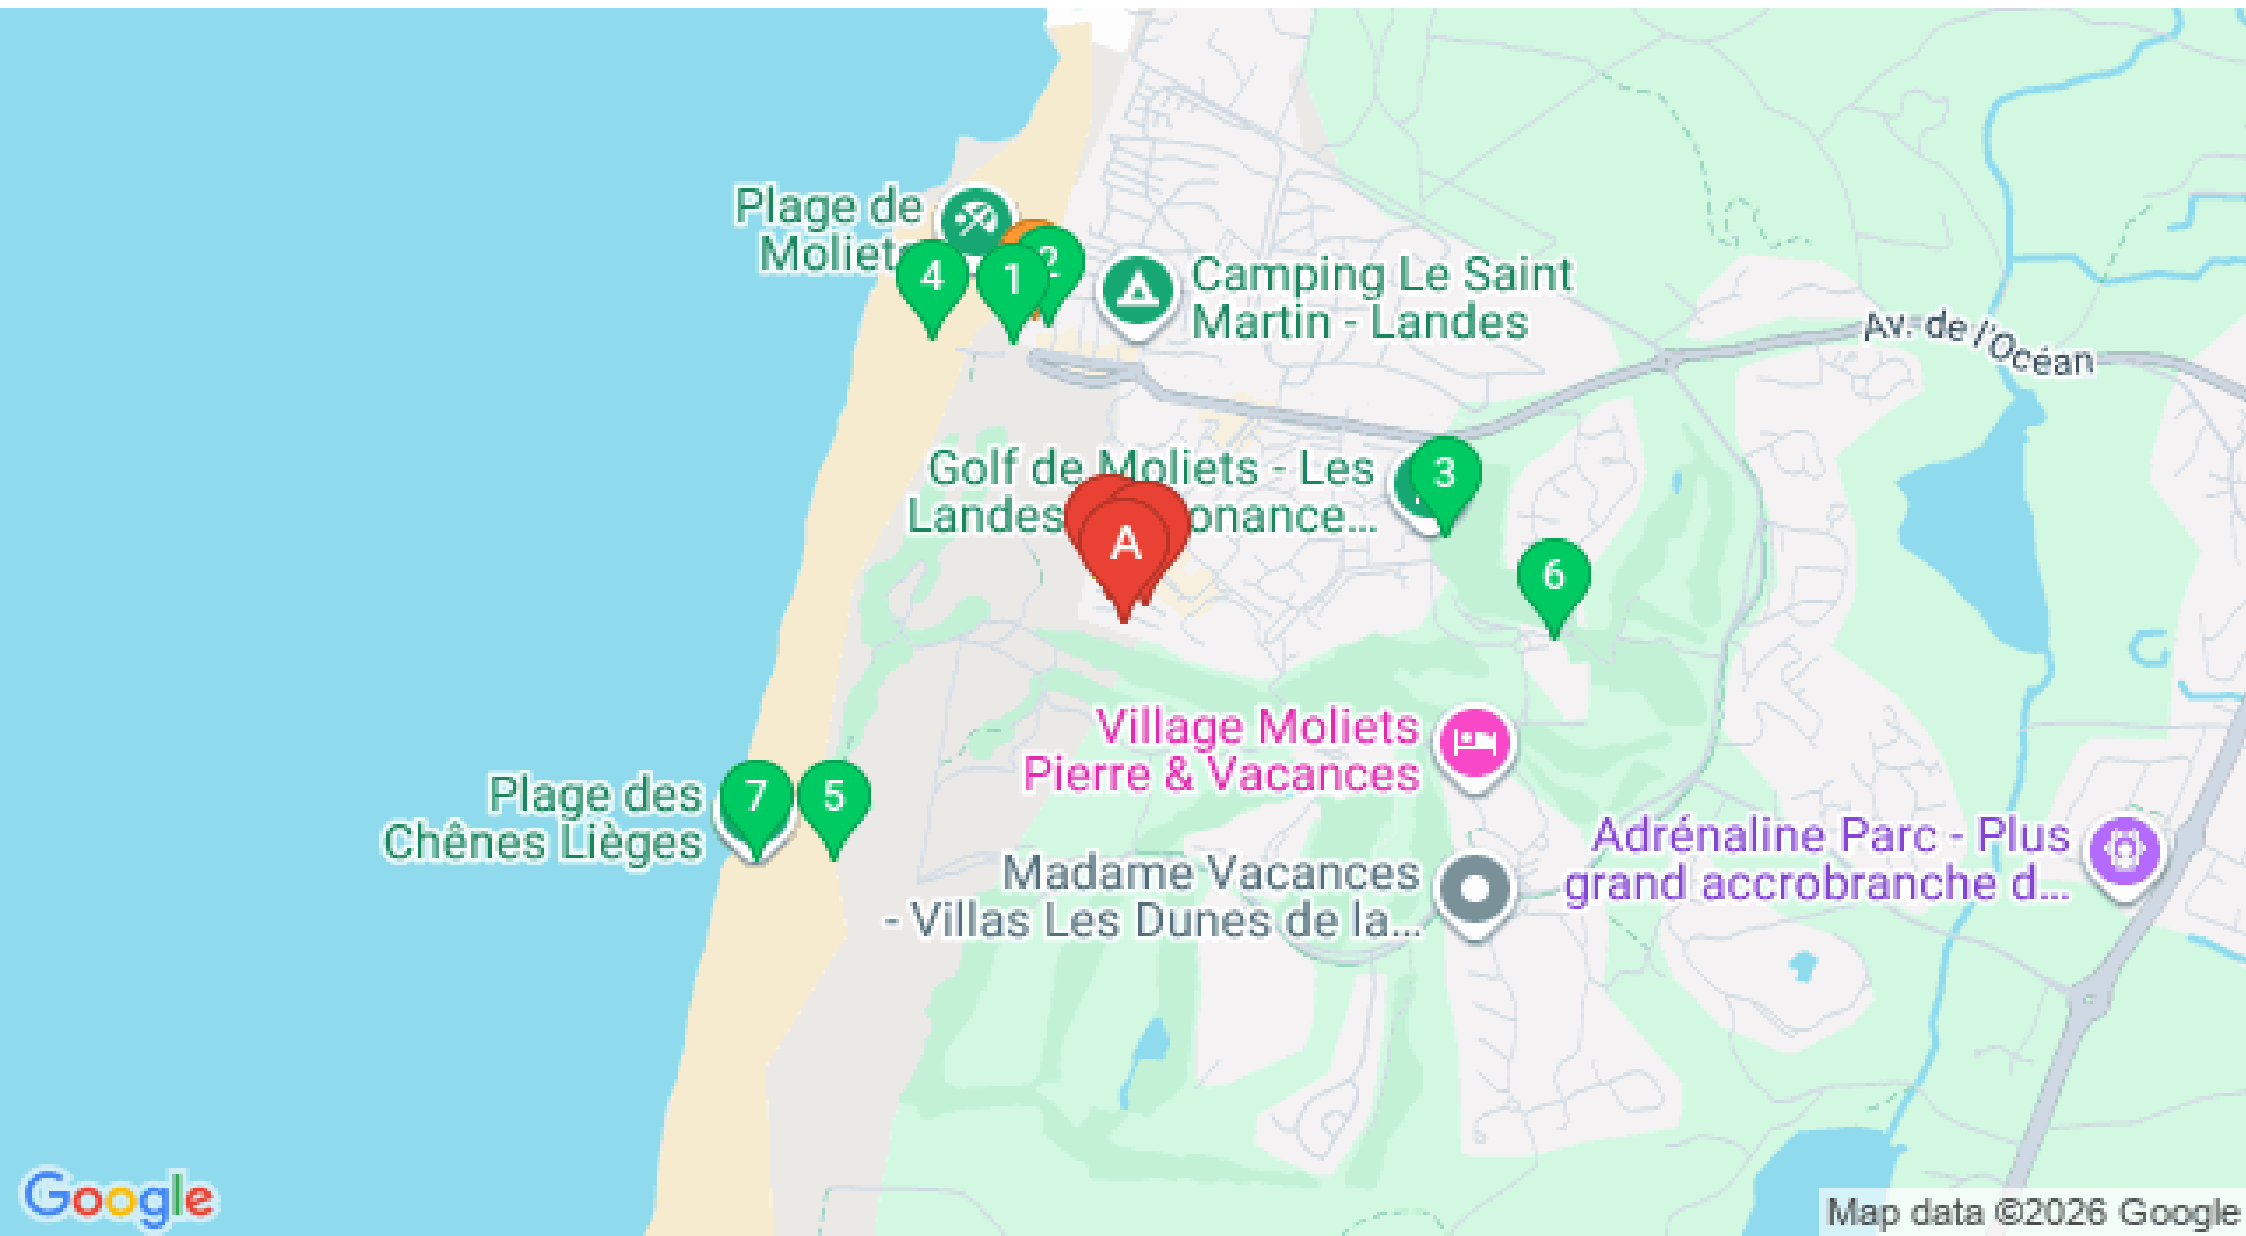 Plage de
Moliets
4
1
2
Camping Le Saint
Martin - Landes
Av. de l'Océan
Golf de Moliets - Les
Landes onance...
3
A
6
Village Moliets
Pierre & Vacances
Plage des
Chênes Lièges
7
5
Madame Vacances
- Villas Les Dunes de la...
Adrénaline Parc - Plus
grand accrobranche d...
Google
Map data ©2026 Google